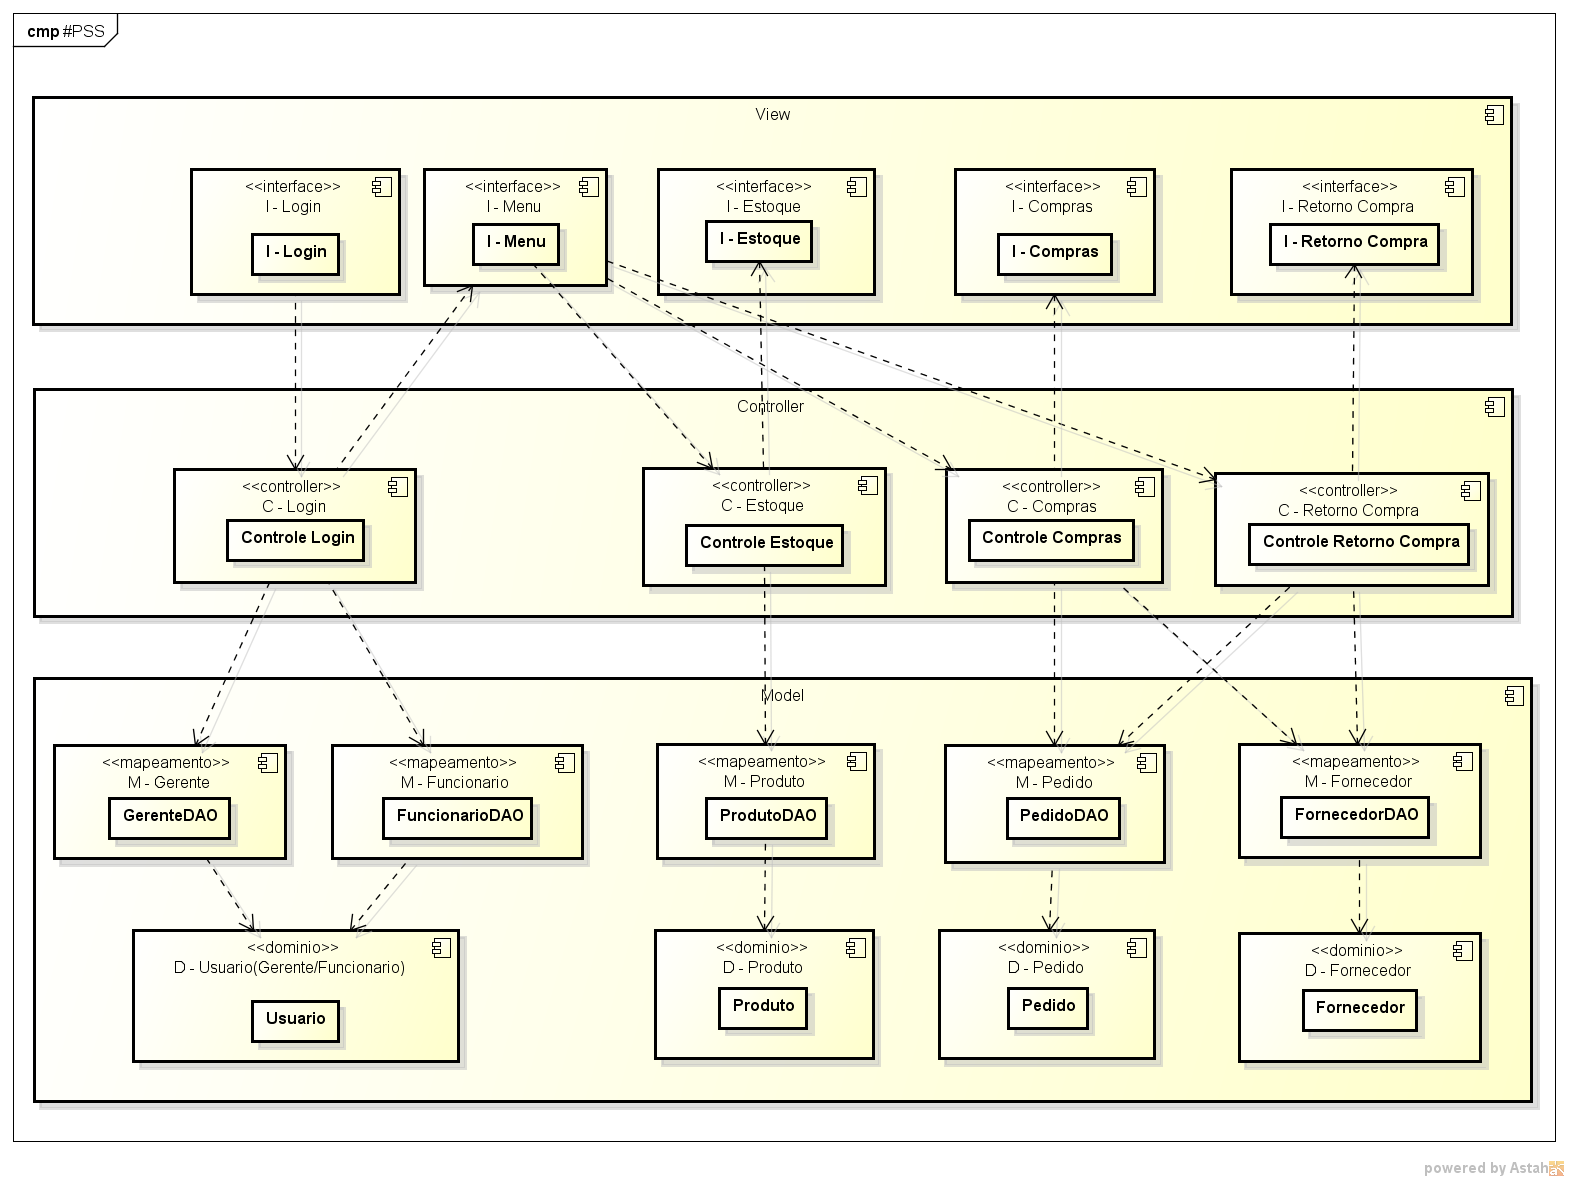 cmp #PSS
View
<<interface>>
I - Login
I - Login
<<interface>>
I - Menu
I - Menu
<<interface>>
I - Estoque
I - Estoque
<<interface>>
I - Compras
I - Compras
<<interface>>
I - Retorno Compra
I - Retorno Compra
Controller
<<controller>>
C - Login
Controle Login
<<controller>>
C - Estoque
Controle Estoque
<<controller>>
C - Compras
Controle Compras
<<controller>>
C - Retorno Compra
Controle Retorno Compra
Model
<<mapeamento>>
M - Gerente
GerenteDAO
<<mapeamento>>
M - Funcionario
FuncionarioDAO
<<mapeamento>>
M - Produto
ProdutoDAO
<<mapeamento>>
M - Pedido
PedidoDAO
<<mapeamento>>
M - Fornecedor
FornecedorDAO
<<dominio>>
D - Usuario(Gerente/Funcionario)
Usuario
<<dominio>>
D - Produto
Produto
<<dominio>>
D - Pedido
Pedido
<<dominio>>
D - Fornecedor
Fornecedor
powered by Astah